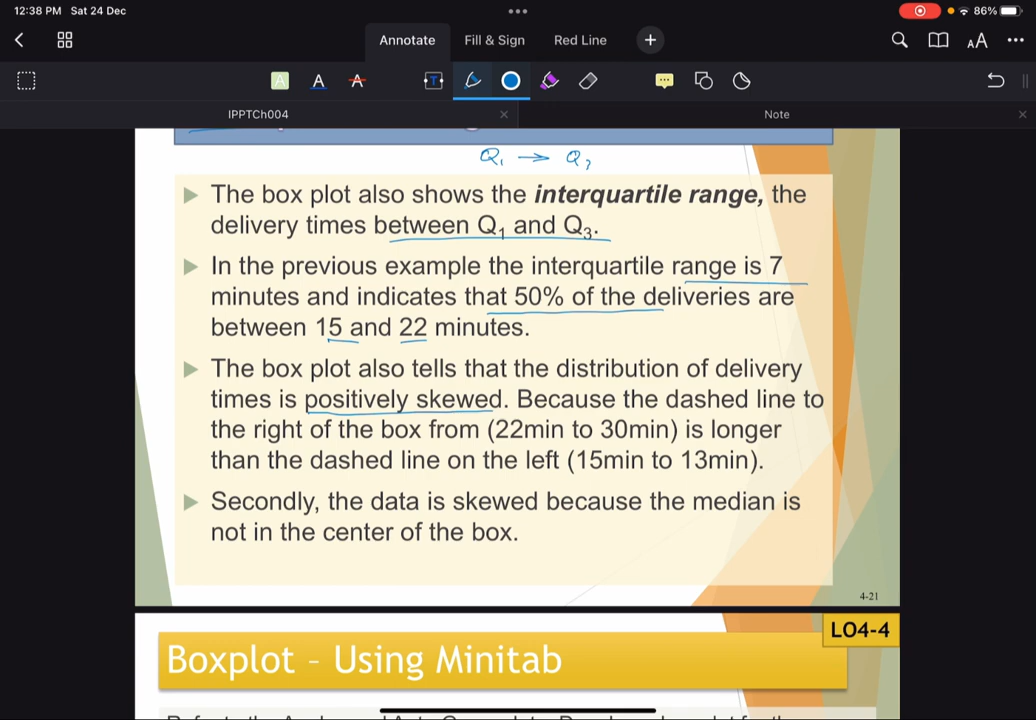 12:38 PM Sat 24 Dec
86%
Annotate Fill & Sign Red Line
AA
A A A T
IPPTCh004 Note
Q₁ → Q₃
The box plot also shows the interquartile range, the
delivery times between Q₁ and Q₃.
In the previous example the interquartile range is 7
minutes and indicates that 50% of the deliveries are
between 15 and 22 minutes.
The box plot also tells that the distribution of delivery
times is positively skewed. Because the dashed line to
the right of the box from (22min to 30min) is longer
than the dashed line on the left (15min to 13min).
Secondly, the data is skewed because the median is
not in the center of the box.
4-21
LO4-4
Boxplot – Using Minitab